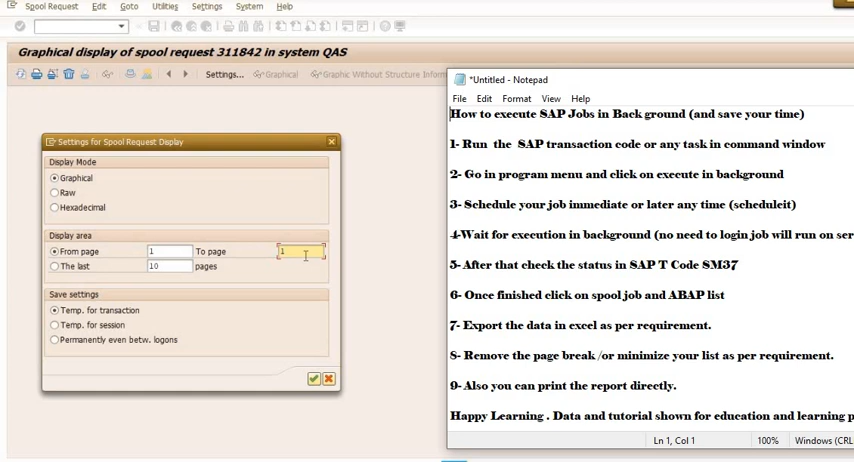 Spool Request Edit Goto Utilities Settings System Help
Graphical display of spool request 311842 in system QAS
Settings... Graphical Graphic Without Structure Inform
Settings for Spool Request Display
Display Mode
Graphical
Raw
Hexadecimal
Display area
From page 1 To page 1
The last 10 pages
Save settings
Temp. for transaction
Temp. for session
Permanently even betw. logons
*Untitled - Notepad
File Edit Format View Help
How to execute SAP Jobs in Back ground (and save your time)
1- Run the SAP transaction code or any task in command window
2- Go in program menu and click on execute in background
3- Schedule your job immediate or later any time (scheduleit)
4-Wait for execution in background (no need to login job will run on ser
5- After that check the status in SAP T Code SM37
6- Once finished click on spool job and ABAP list
7- Export the data in excel as per requirement.
8- Remove the page break /or minimize your list as per requirement.
9- Also you can print the report directly.
Happy Learning . Data and tutorial shown for education and learning p
Ln 1, Col 1 100% Windows (CRL